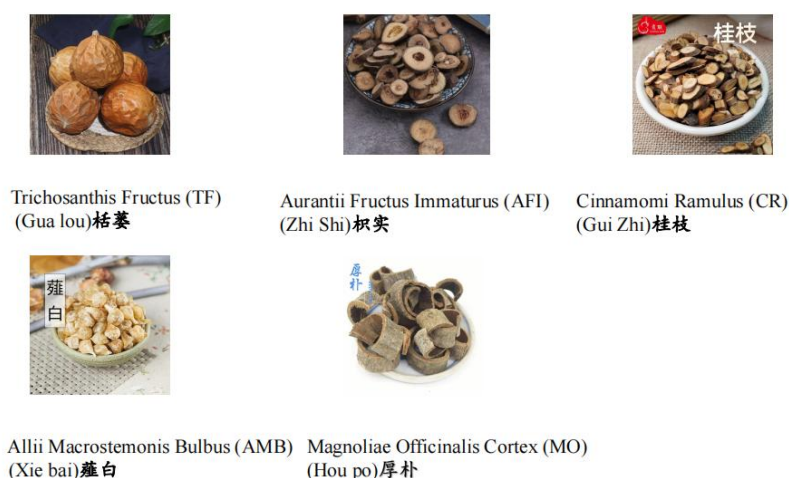 桂枝
Trichosanthis Fructus (TF)
(Gua lou)栝蒌
Aurantii Fructus Immaturus (AFI)
(Zhi Shi)枳实
Cinnamomi Ramulus (CR)
(Gui Zhi)桂枝
薤
白
厚
朴
Allii Macrostemonis Bulbus (AMB)
(Xie bai)薤白
Magnoliae Officinalis Cortex (MO)
(Hou po)厚朴